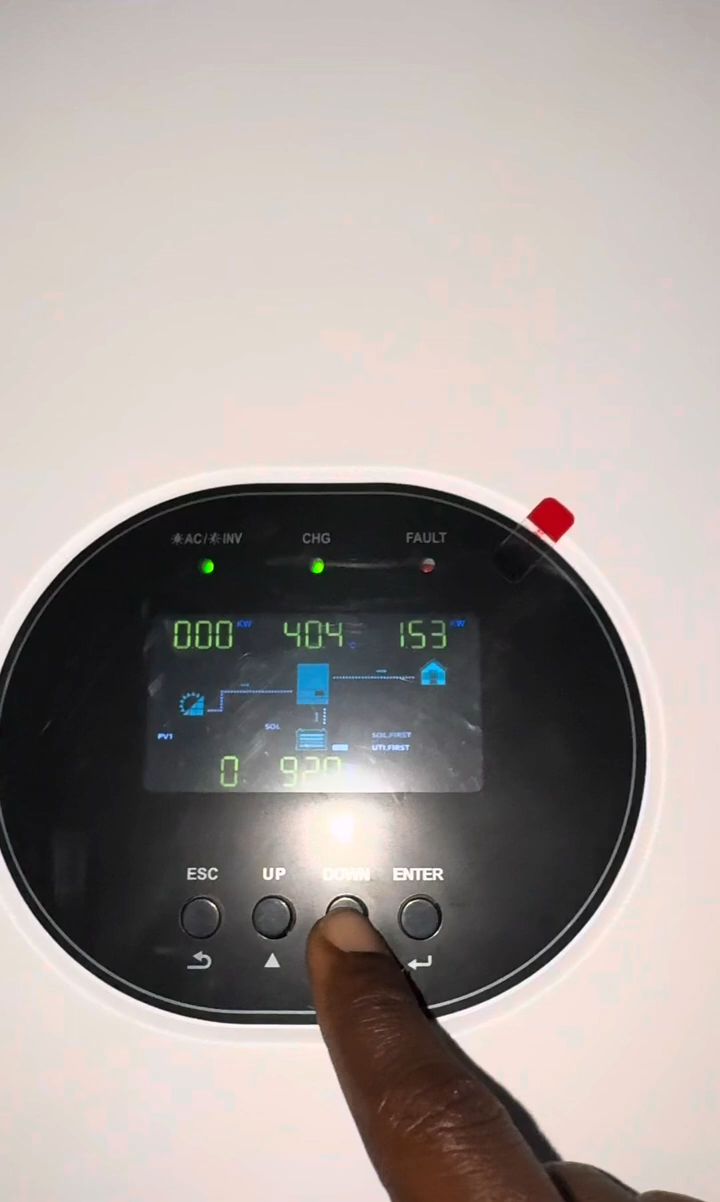 AC/INV CHG FAULT
0.00 KW 40.4 °C 1.53 KW
PV1 SOL SOL.FIRST
UTI.FIRST
0
ESC UP DOWN ENTER